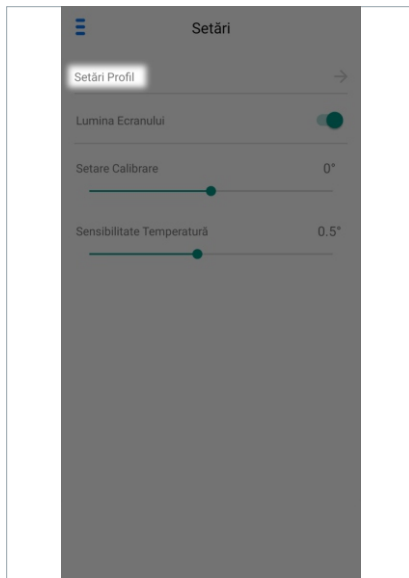 Setări
Setări Profil
Lumina Ecranului
Setare Calibrare 0°
Sensibilitate Temperatură 0.5°